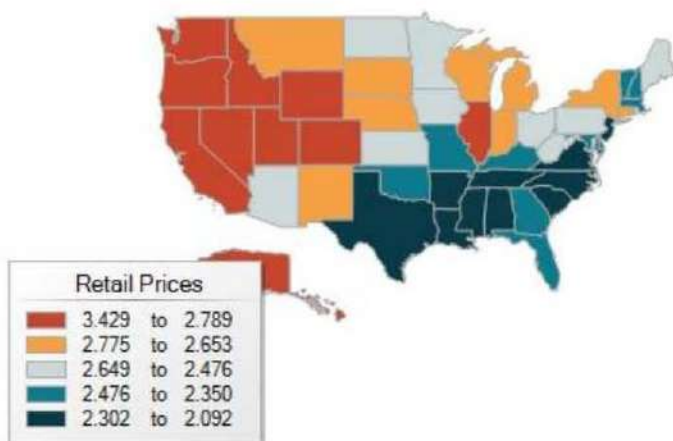 Retail Prices
3.429 to 2.789
2.775 to 2.653
2.649 to 2.476
2.476 to 2.350
2.302 to 2.092